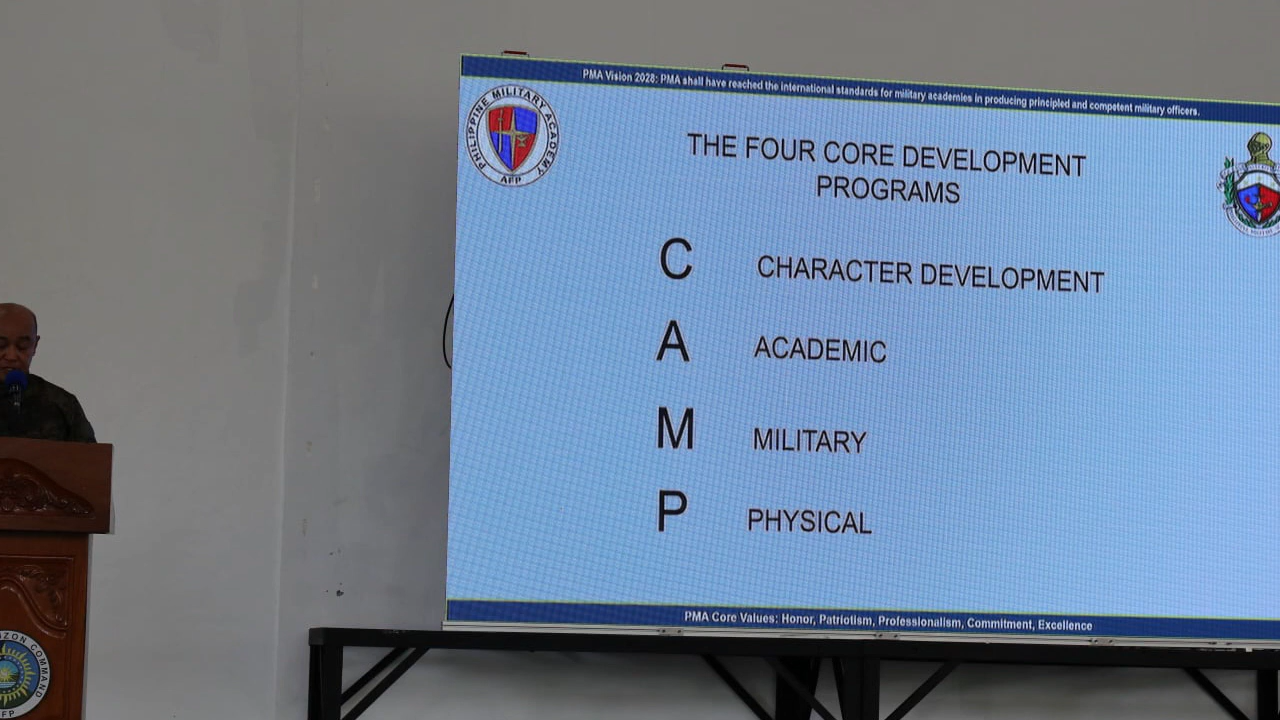 PMA Vision 2028: PMA shall have reached the international standards for military academies in producing principled and competent military officers.
PHILIPPINE MILITARY ACADEMY
AFP
THE FOUR CORE DEVELOPMENT
PROGRAMS
C CHARACTER DEVELOPMENT
A ACADEMIC
M MILITARY
P PHYSICAL
PMA Core Values: Honor, Patriotism, Professionalism, Commitment, Excellence
COMMAND